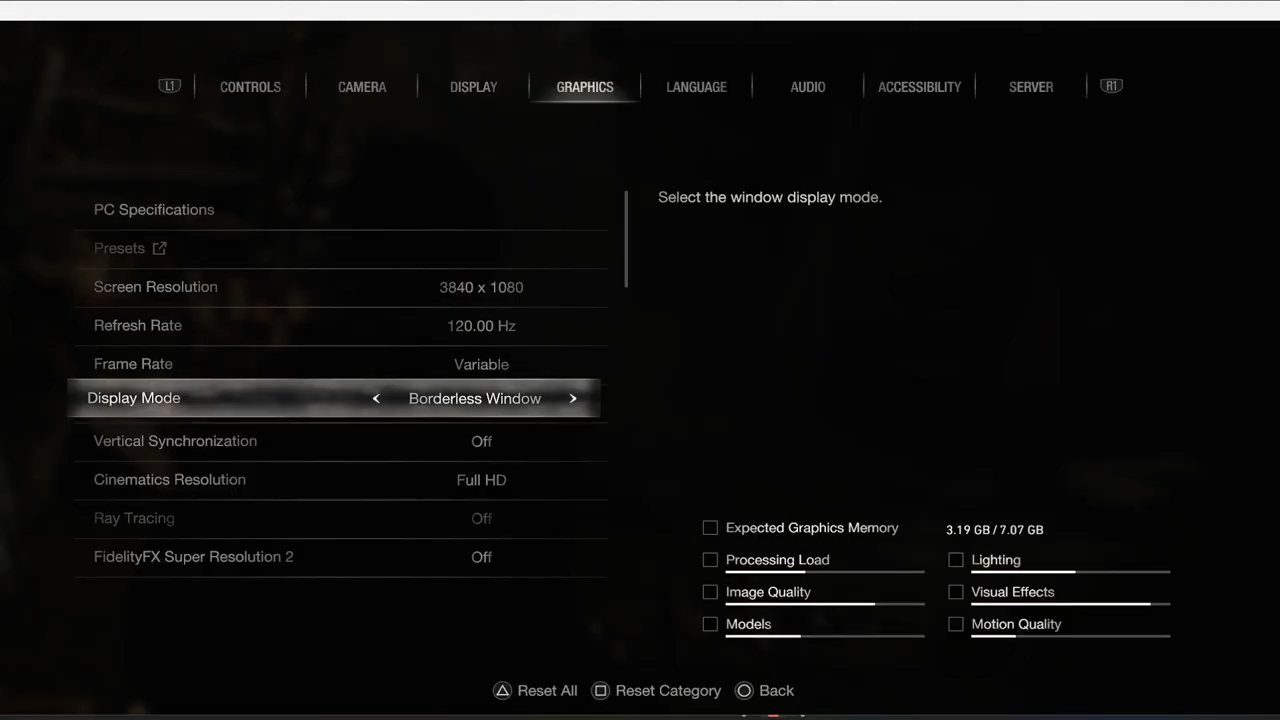 L1 CONTROLS CAMERA DISPLAY GRAPHICS LANGUAGE AUDIO ACCESSIBILITY SERVER R1
PC Specifications
Presets
Screen Resolution 3840 x 1080
Refresh Rate 120.00 Hz
Frame Rate Variable
Display Mode Borderless Window
Vertical Synchronization Off
Cinematics Resolution Full HD
Ray Tracing Off
FidelityFX Super Resolution 2 Off
Select the window display mode.
Expected Graphics Memory 3.19 GB / 7.07 GB
Processing Load Lighting
Image Quality Visual Effects
Models Motion Quality
Reset All Reset Category Back